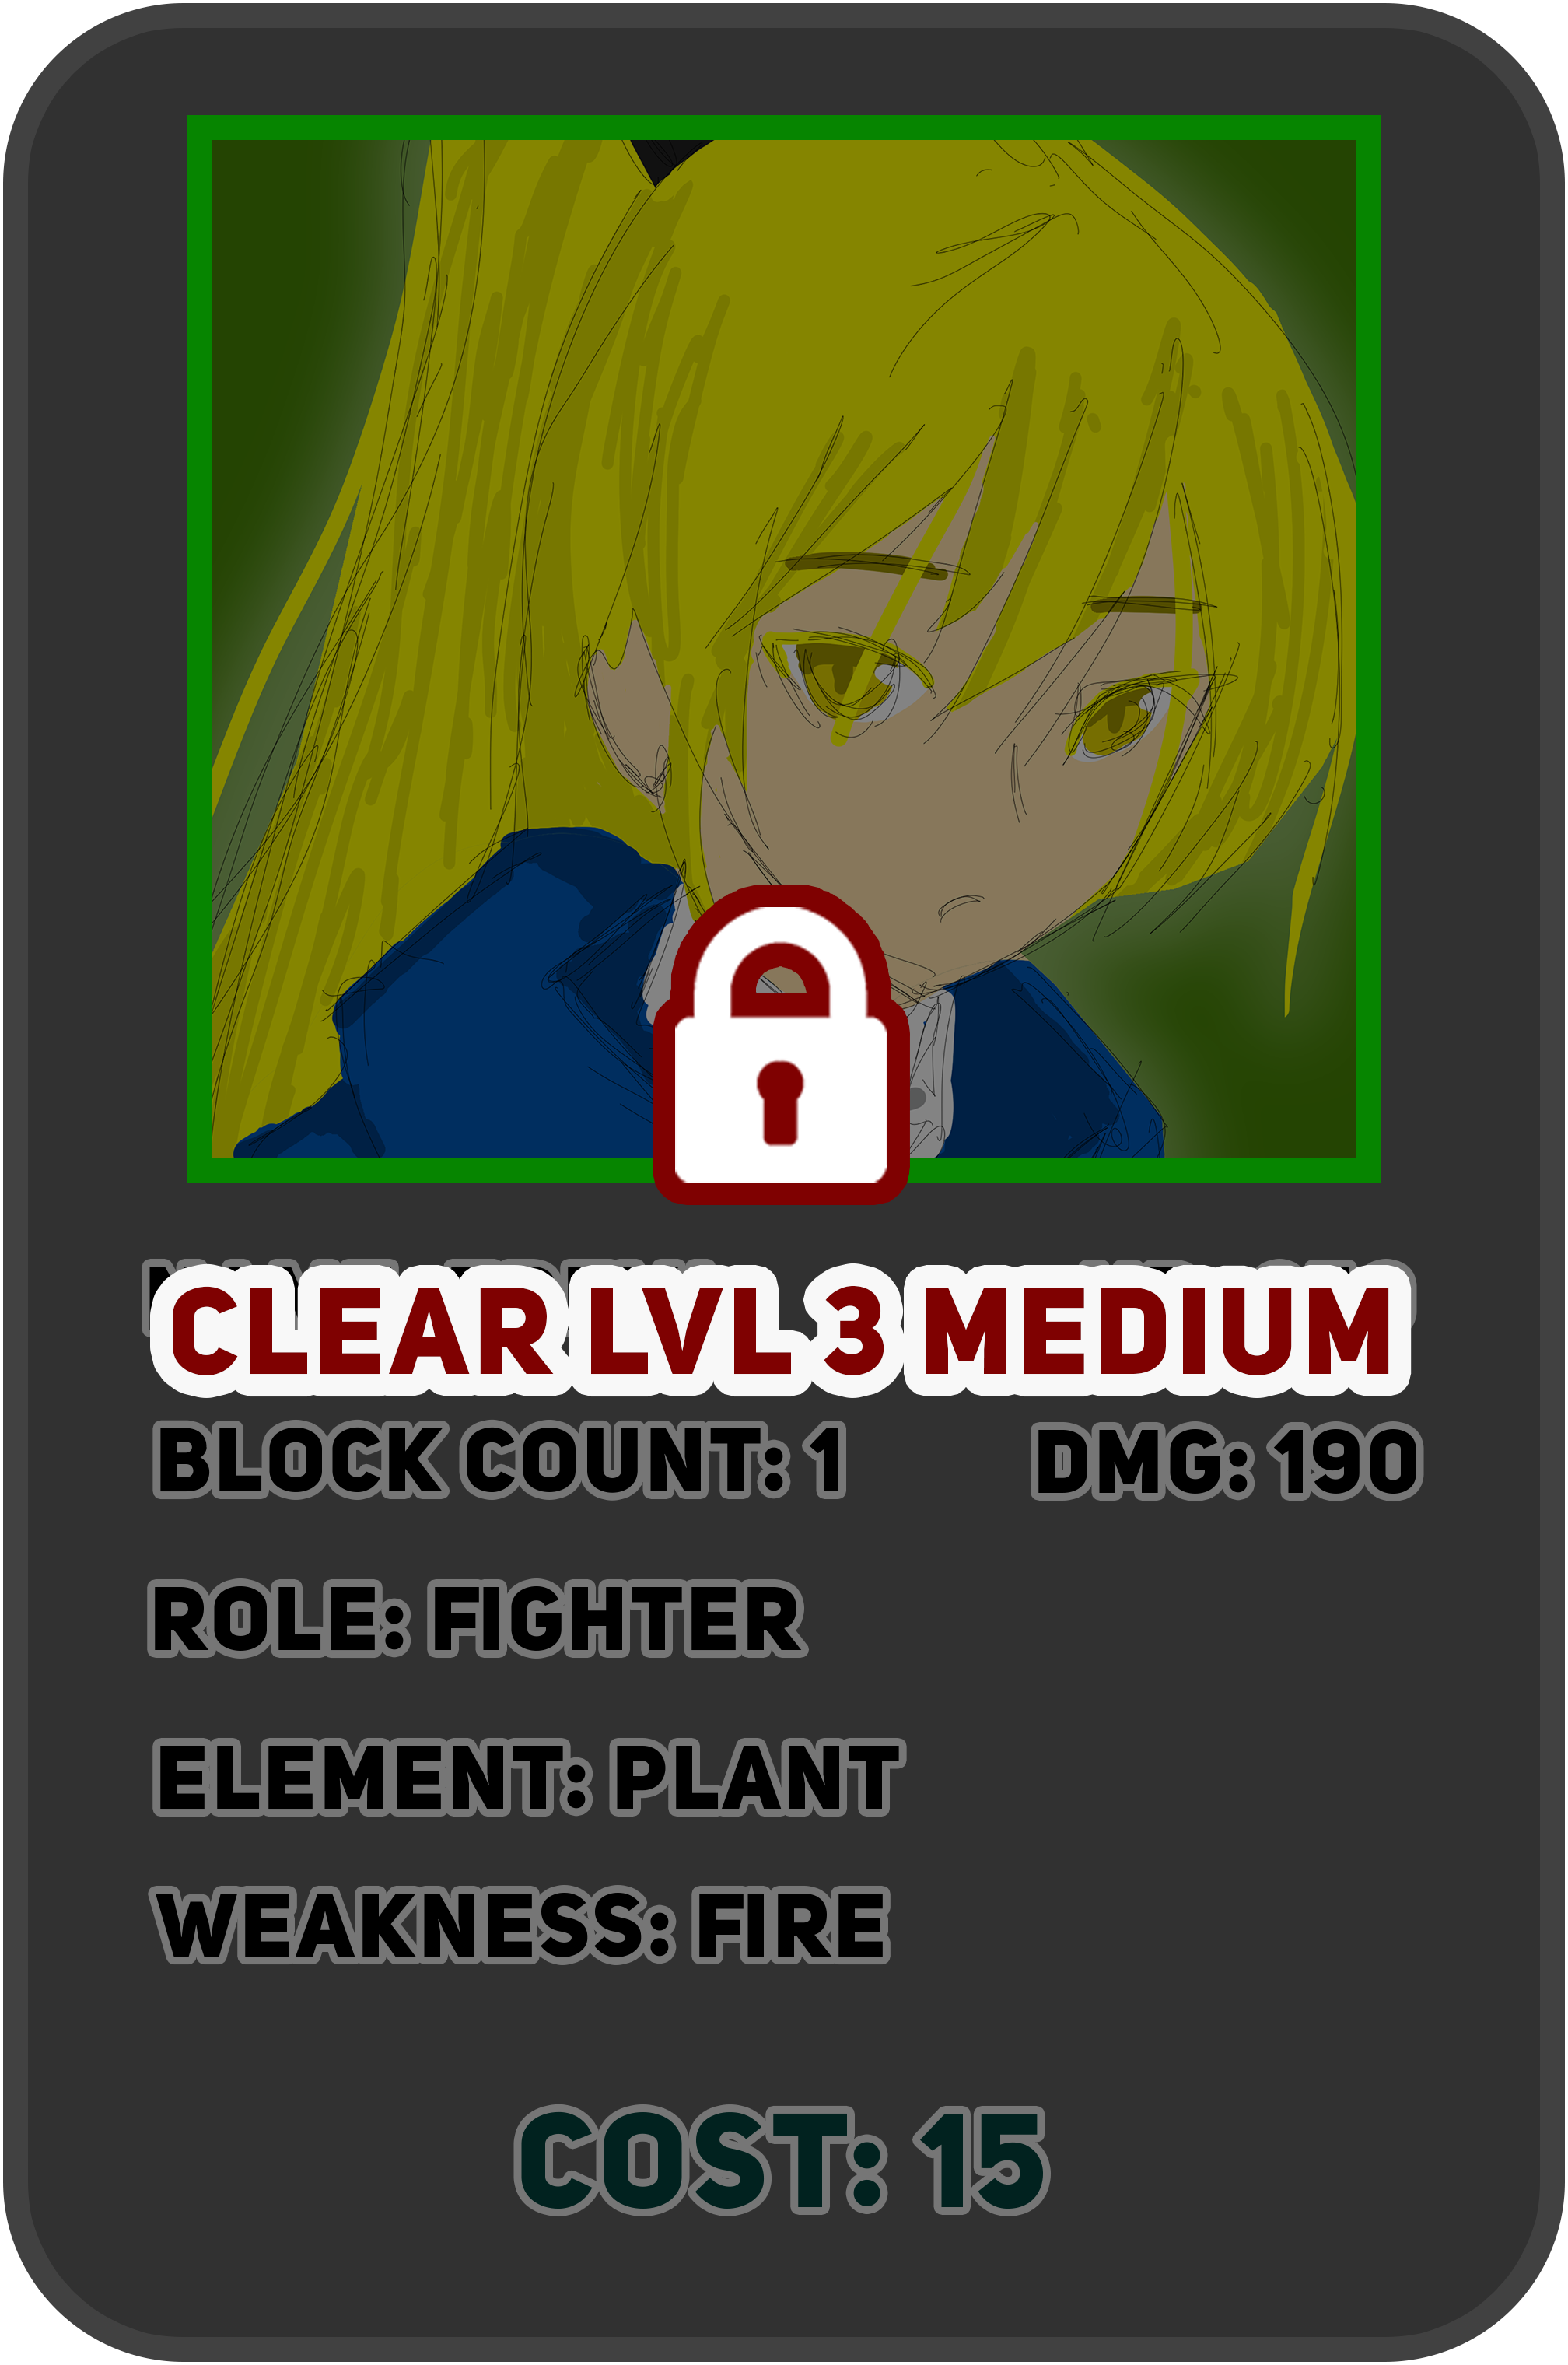 CLEAR LVL 3 MEDIUM
BLOCK COUNT: 1 DMG: 190
ROLE: FIGHTER
ELEMENT: PLANT
WEAKNESS: FIRE
COST: 15